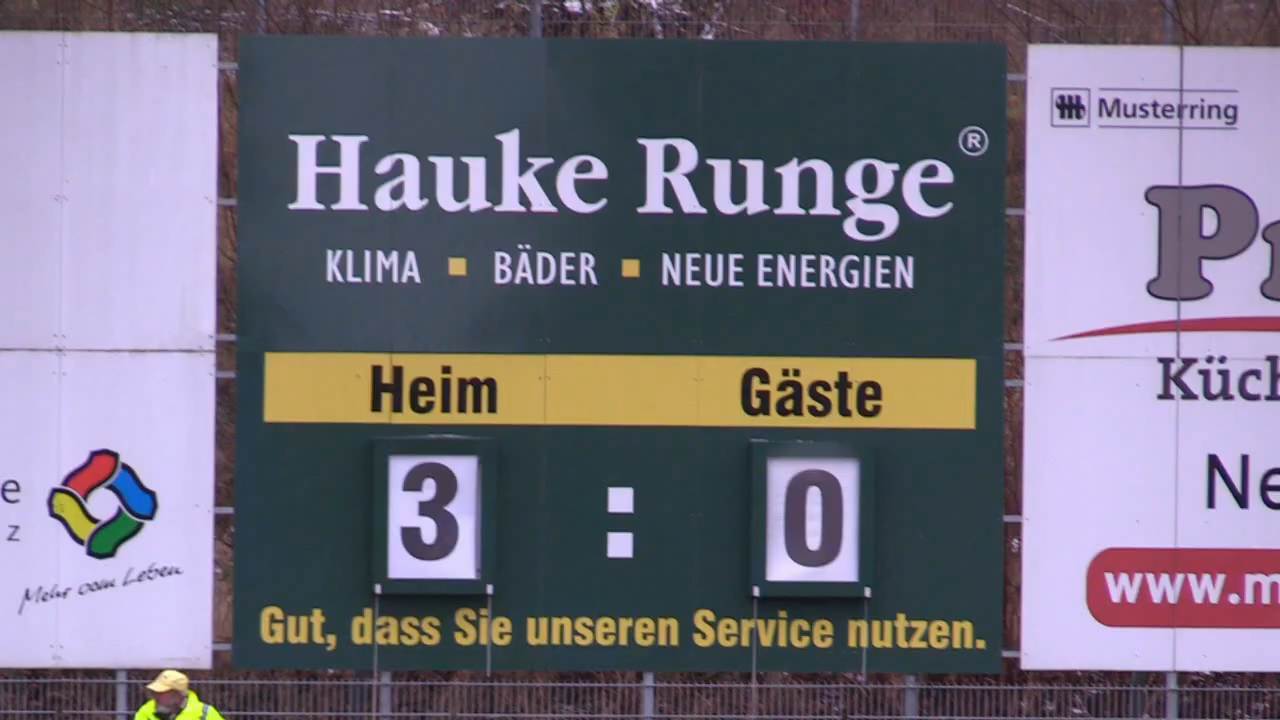 Hauke Runge®
KLIMA ▪ BÄDER ▪ NEUE ENERGIEN
Heim Gäste
3 : 0
Gut, dass Sie unseren Service nutzen.
e
z
Mehr vom Leben
Musterring
P
Küch
Ne
www.m